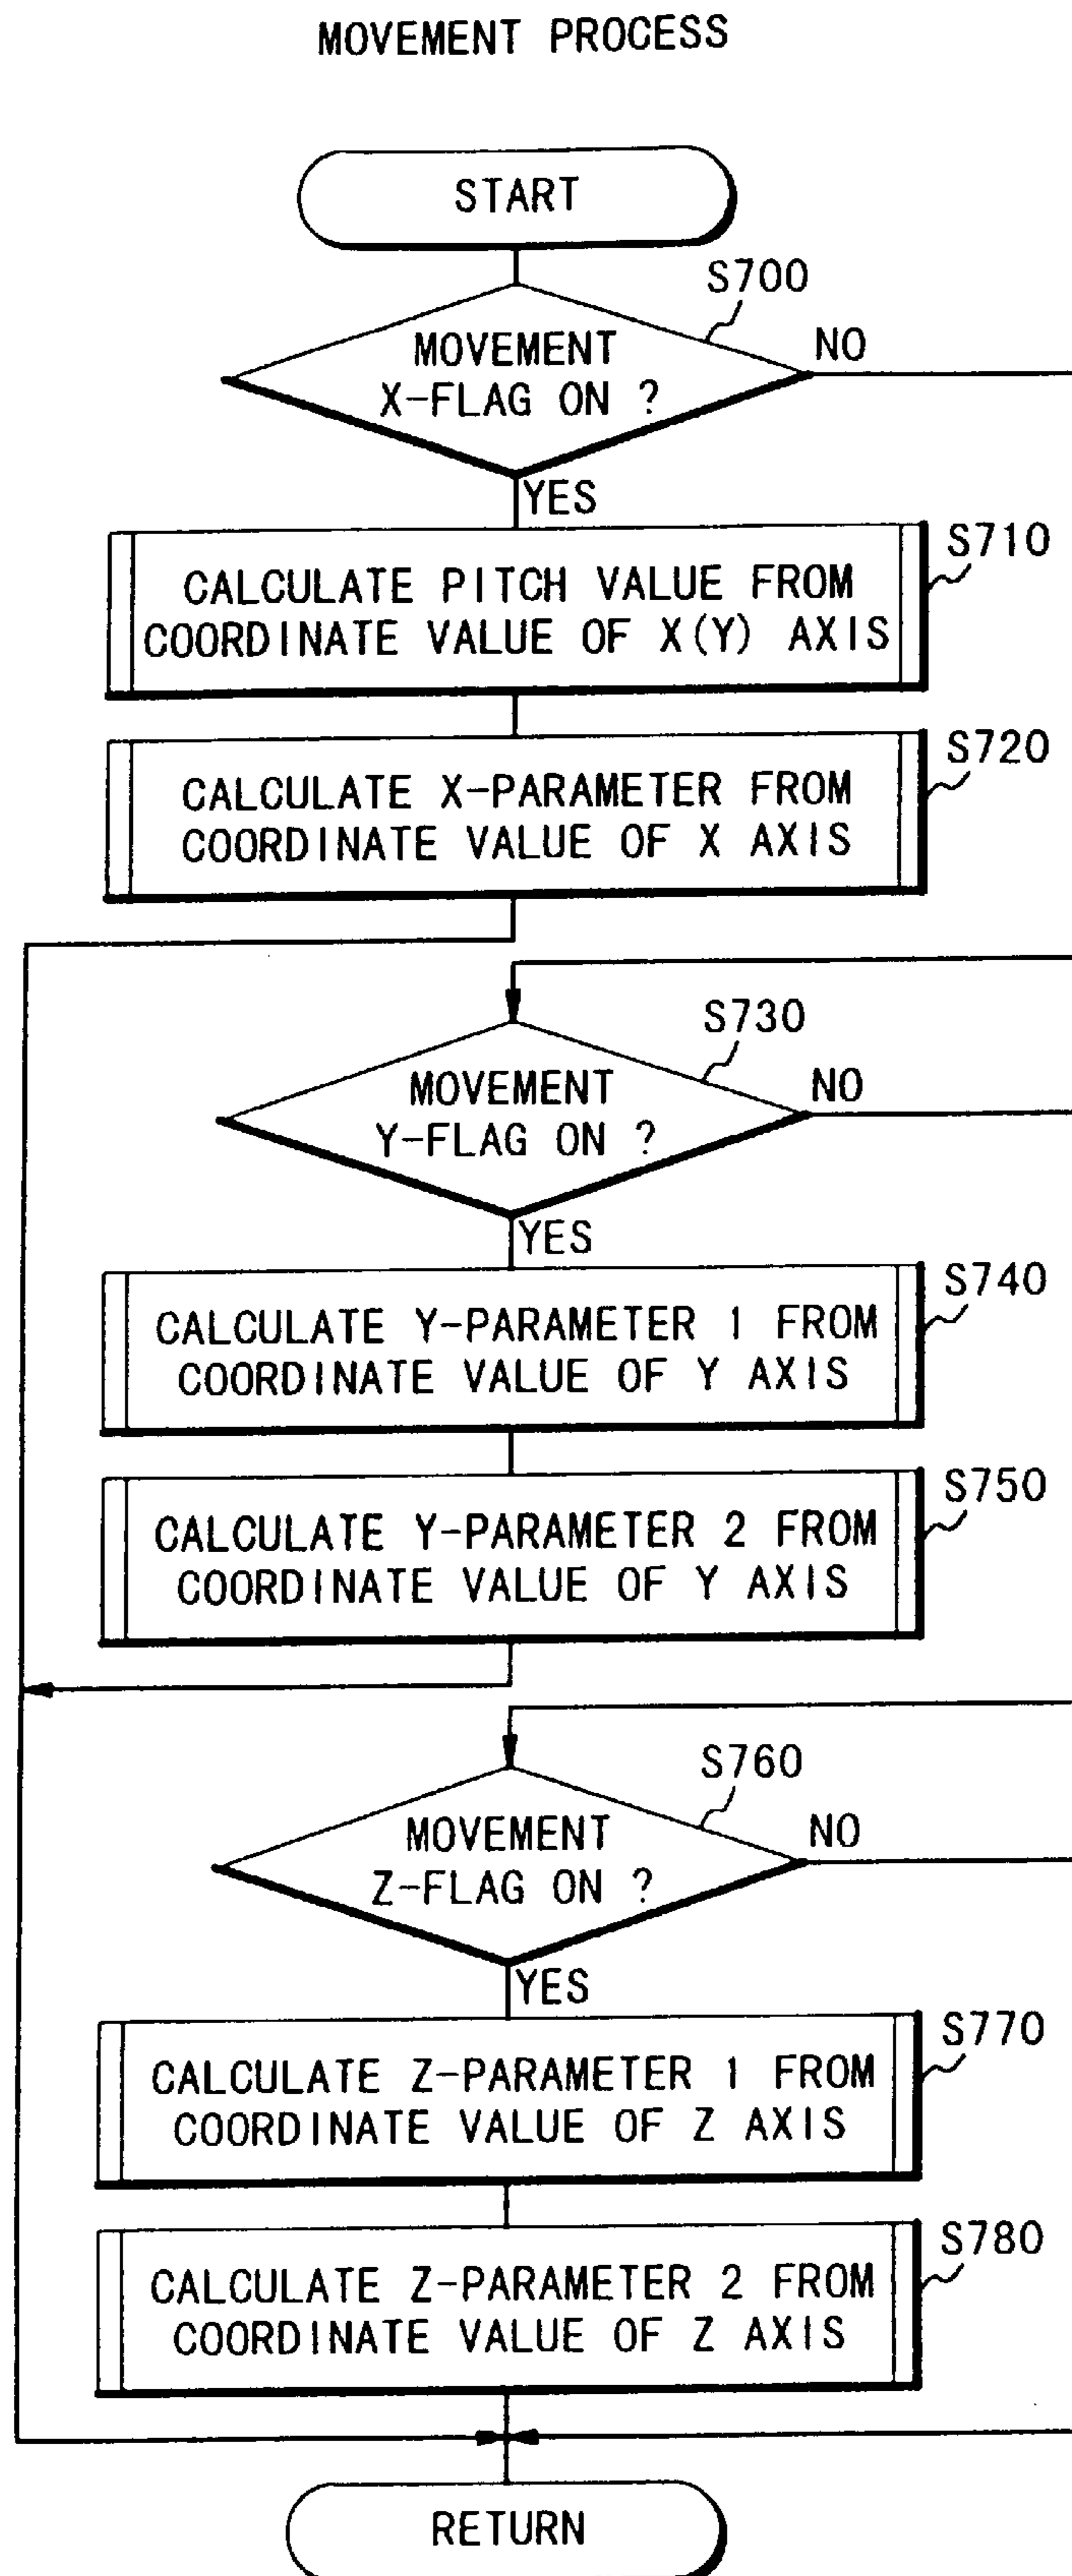 MOVEMENT PROCESS
START
S700
MOVEMENT
X-FLAG ON ?
NO
YES
S710
CALCULATE PITCH VALUE FROM
COORDINATE VALUE OF X(Y) AXIS
S720
CALCULATE X-PARAMETER FROM
COORDINATE VALUE OF X AXIS
S730
MOVEMENT
Y-FLAG ON ?
NO
YES
S740
CALCULATE Y-PARAMETER 1 FROM
COORDINATE VALUE OF Y AXIS
S750
CALCULATE Y-PARAMETER 2 FROM
COORDINATE VALUE OF Y AXIS
S760
MOVEMENT
Z-FLAG ON ?
NO
YES
S770
CALCULATE Z-PARAMETER 1 FROM
COORDINATE VALUE OF Z AXIS
S780
CALCULATE Z-PARAMETER 2 FROM
COORDINATE VALUE OF Z AXIS
RETURN